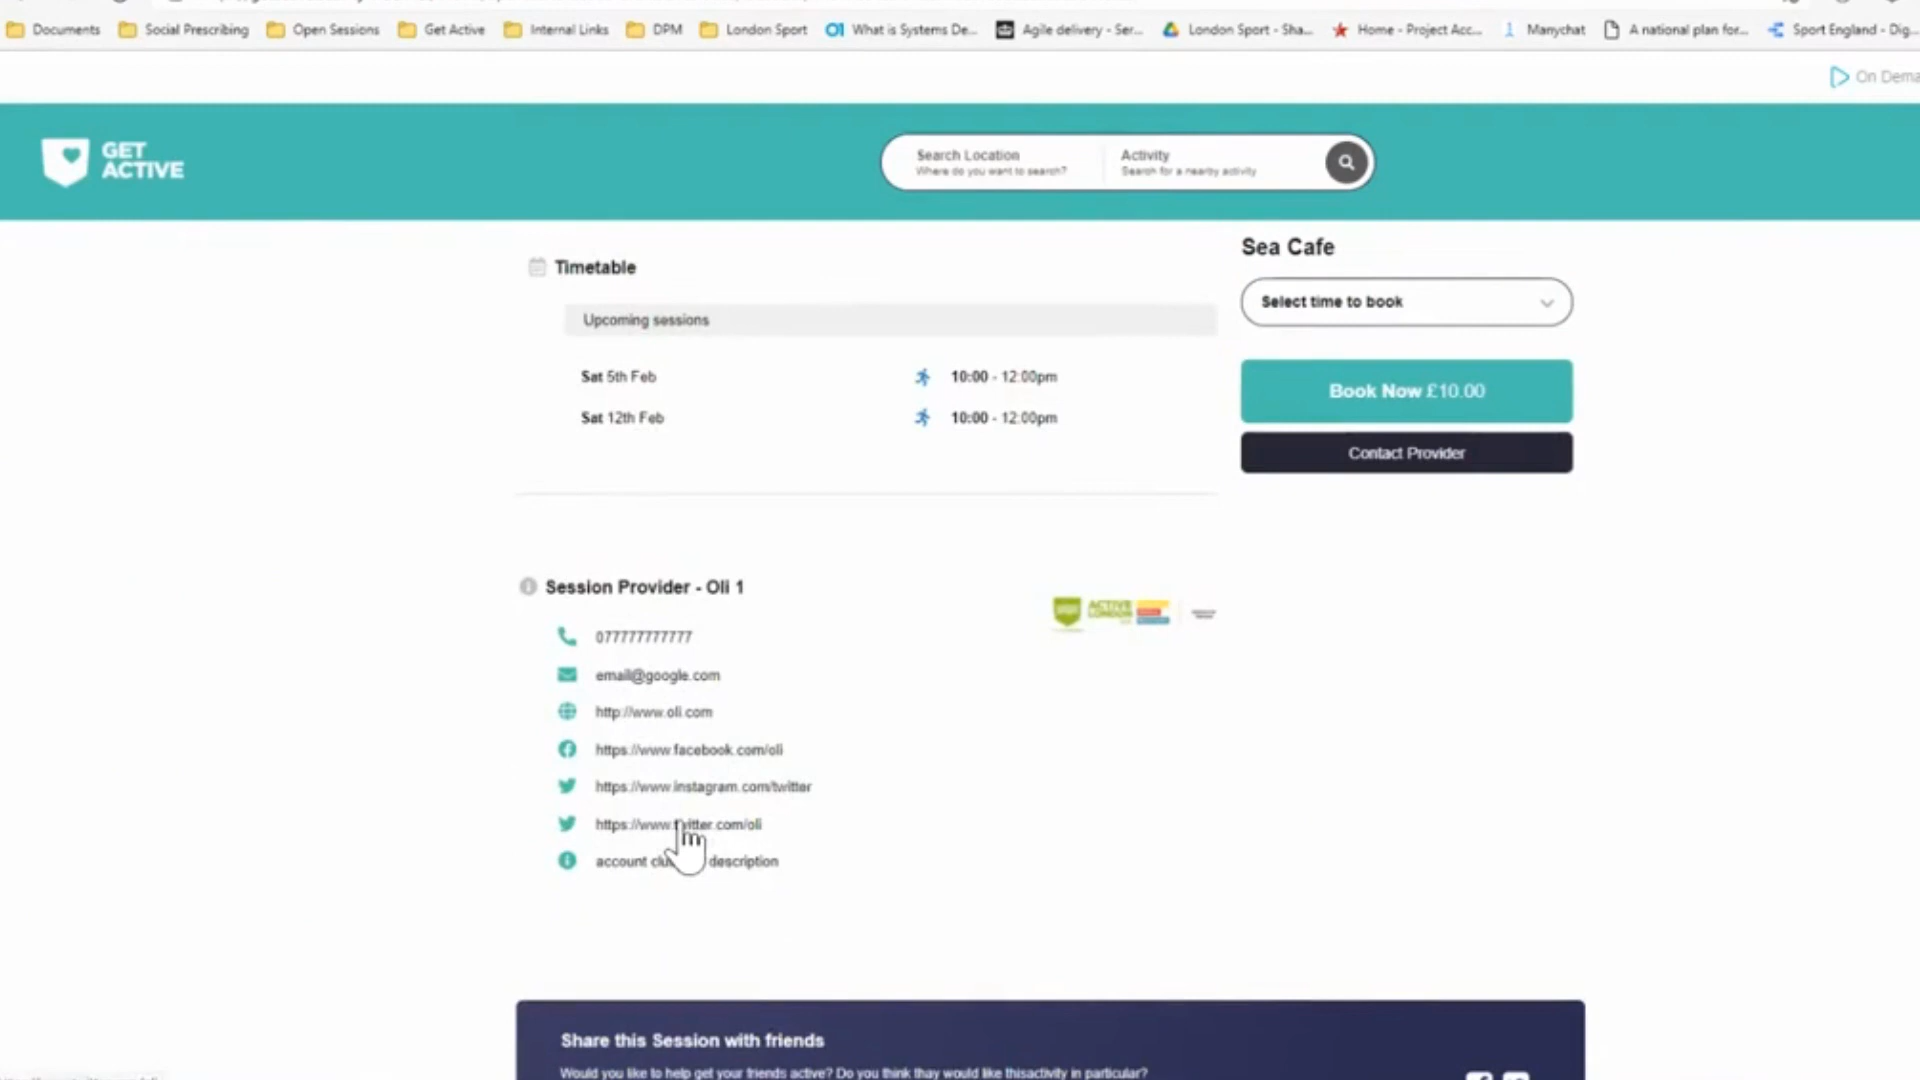 Documents Social Prescribing Open Sessions Get Active Internal Links DPM London Sport What is Systems De... Agile delivery - Ser... London Sport - Sha... Home - Project Acc... Manychat A national plan for... Sport England - Dig...
On Dema
GET ACTIVE
Search Location
Where do you want to search?
Activity
Search for a nearby activity
Timetable
Upcoming sessions
Sat 5th Feb 10:00 - 12:00pm
Sat 12th Feb 10:00 - 12:00pm
Sea Cafe
Select time to book
Book Now £10.00
Contact Provider
Session Provider - Oli 1
ACTIVE LONDON
077777777777
email@google.com
http://www.oli.com
https://www.facebook.com/oli
https://www.instagram.com/twitter
https://www.twitter.com/oli
account description
Share this Session with friends
Would you like to help get your friends active? Do you think thay would like thisactivity in particular?